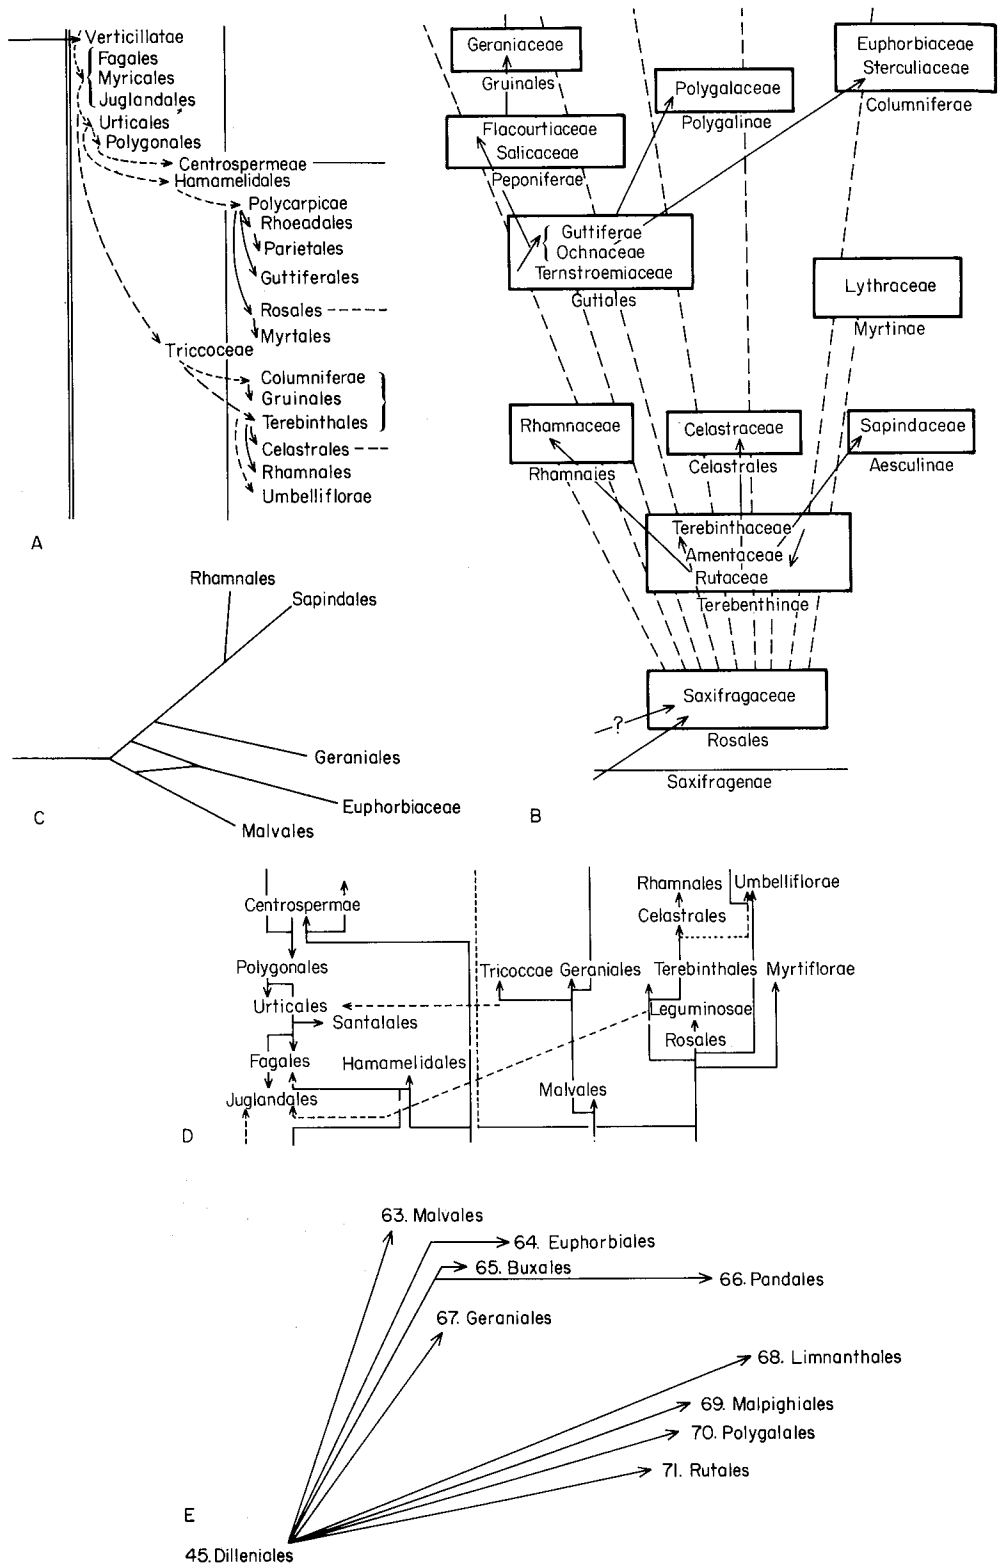 Verticillatae
Fagales
Myricales
Juglandales
Urticales
Polygonales
Centrospermeae
Hamamelidales
Polycarpicae
Rhoeadales
Parietales
Guttiferales
Rosales
Myrtales
Triccoceae
Columniferae
Gruinales
Terebinthales
Celastrales
Rhamnales
Umbelliflorae
A
Geraniaceae
Gruinales
Euphorbiaceae
Sterculiaceae
Columniferae
Polygalaceae
Polygalinae
Flacourtiaceae
Salicaceae
Peponiferae
Guttiferae
Ochnaceae
Ternstroemiaceae
Guttales
Lythraceae
Myrtinae
Rhamnaceae
Rhamnales
Celastraceae
Celastrales
Sapindaceae
Aesculinae
Terebinthaceae
Amentaceae
Rutaceae
Terebenthinae
Saxifragaceae
?
Rosales
Saxifragenae
B
Rhamnales
Sapindales
Geraniales
Euphorbiaceae
Malvales
C
Centrospermae
Polygonales
Urticales
Santalales
Fagales
Hamamelidales
Juglandales
Tricoccae Geraniales
Malvales
Rhamnales Umbelliflorae
Celastrales
Terebinthales Myrtiflorae
Leguminosae
Rosales
D
63. Malvales
64. Euphorbiales
65. Buxales
66. Pandales
67. Geraniales
68. Limnanthales
69. Malpighiales
70. Polygalales
71. Rutales
E
45. Dilleniales